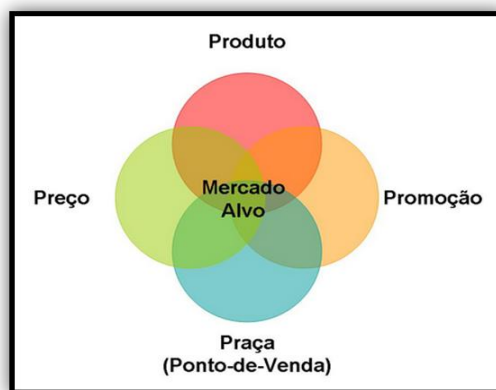 Produto
Preço
Mercado
Alvo
Promoção
Praça
(Ponto-de-Venda)